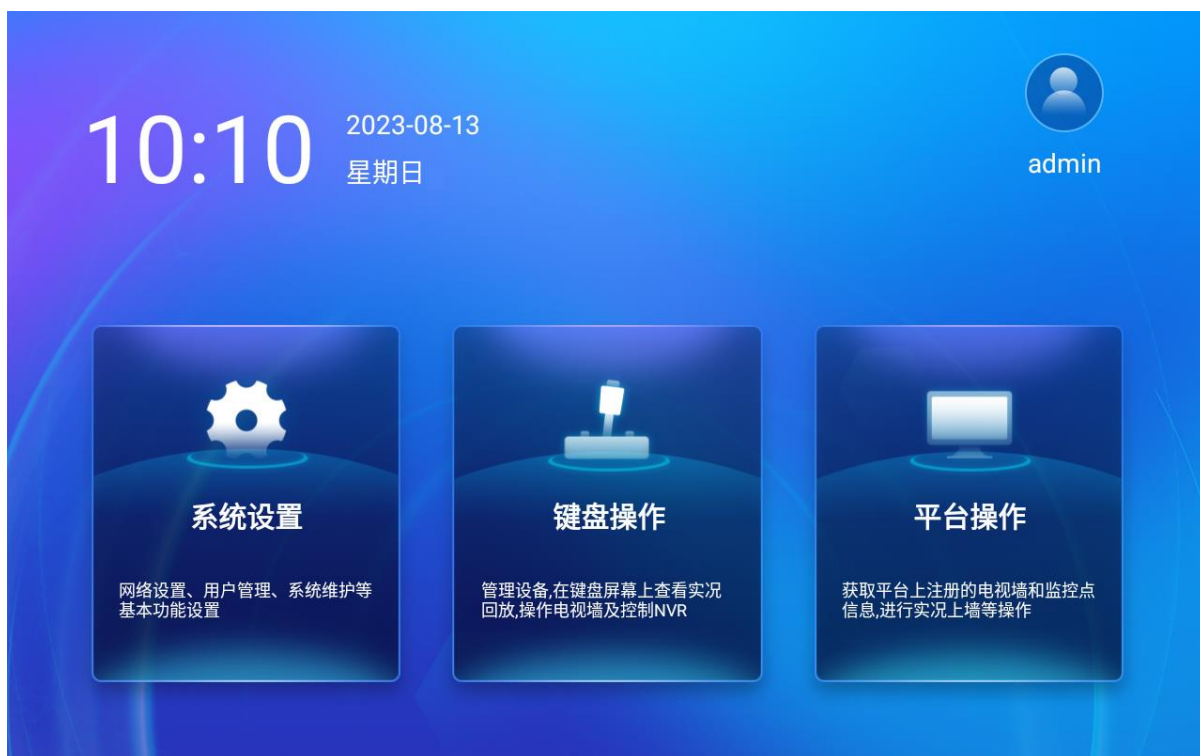 10:10
2023-08-13
星期日
admin
系统设置
网络设置、用户管理、系统维护等
基本功能设置
键盘操作
管理设备,在键盘屏幕上查看实况
回放,操作电视墙及控制NVR
平台操作
获取平台上注册的电视墙和监控点
信息,进行实况上墙等操作